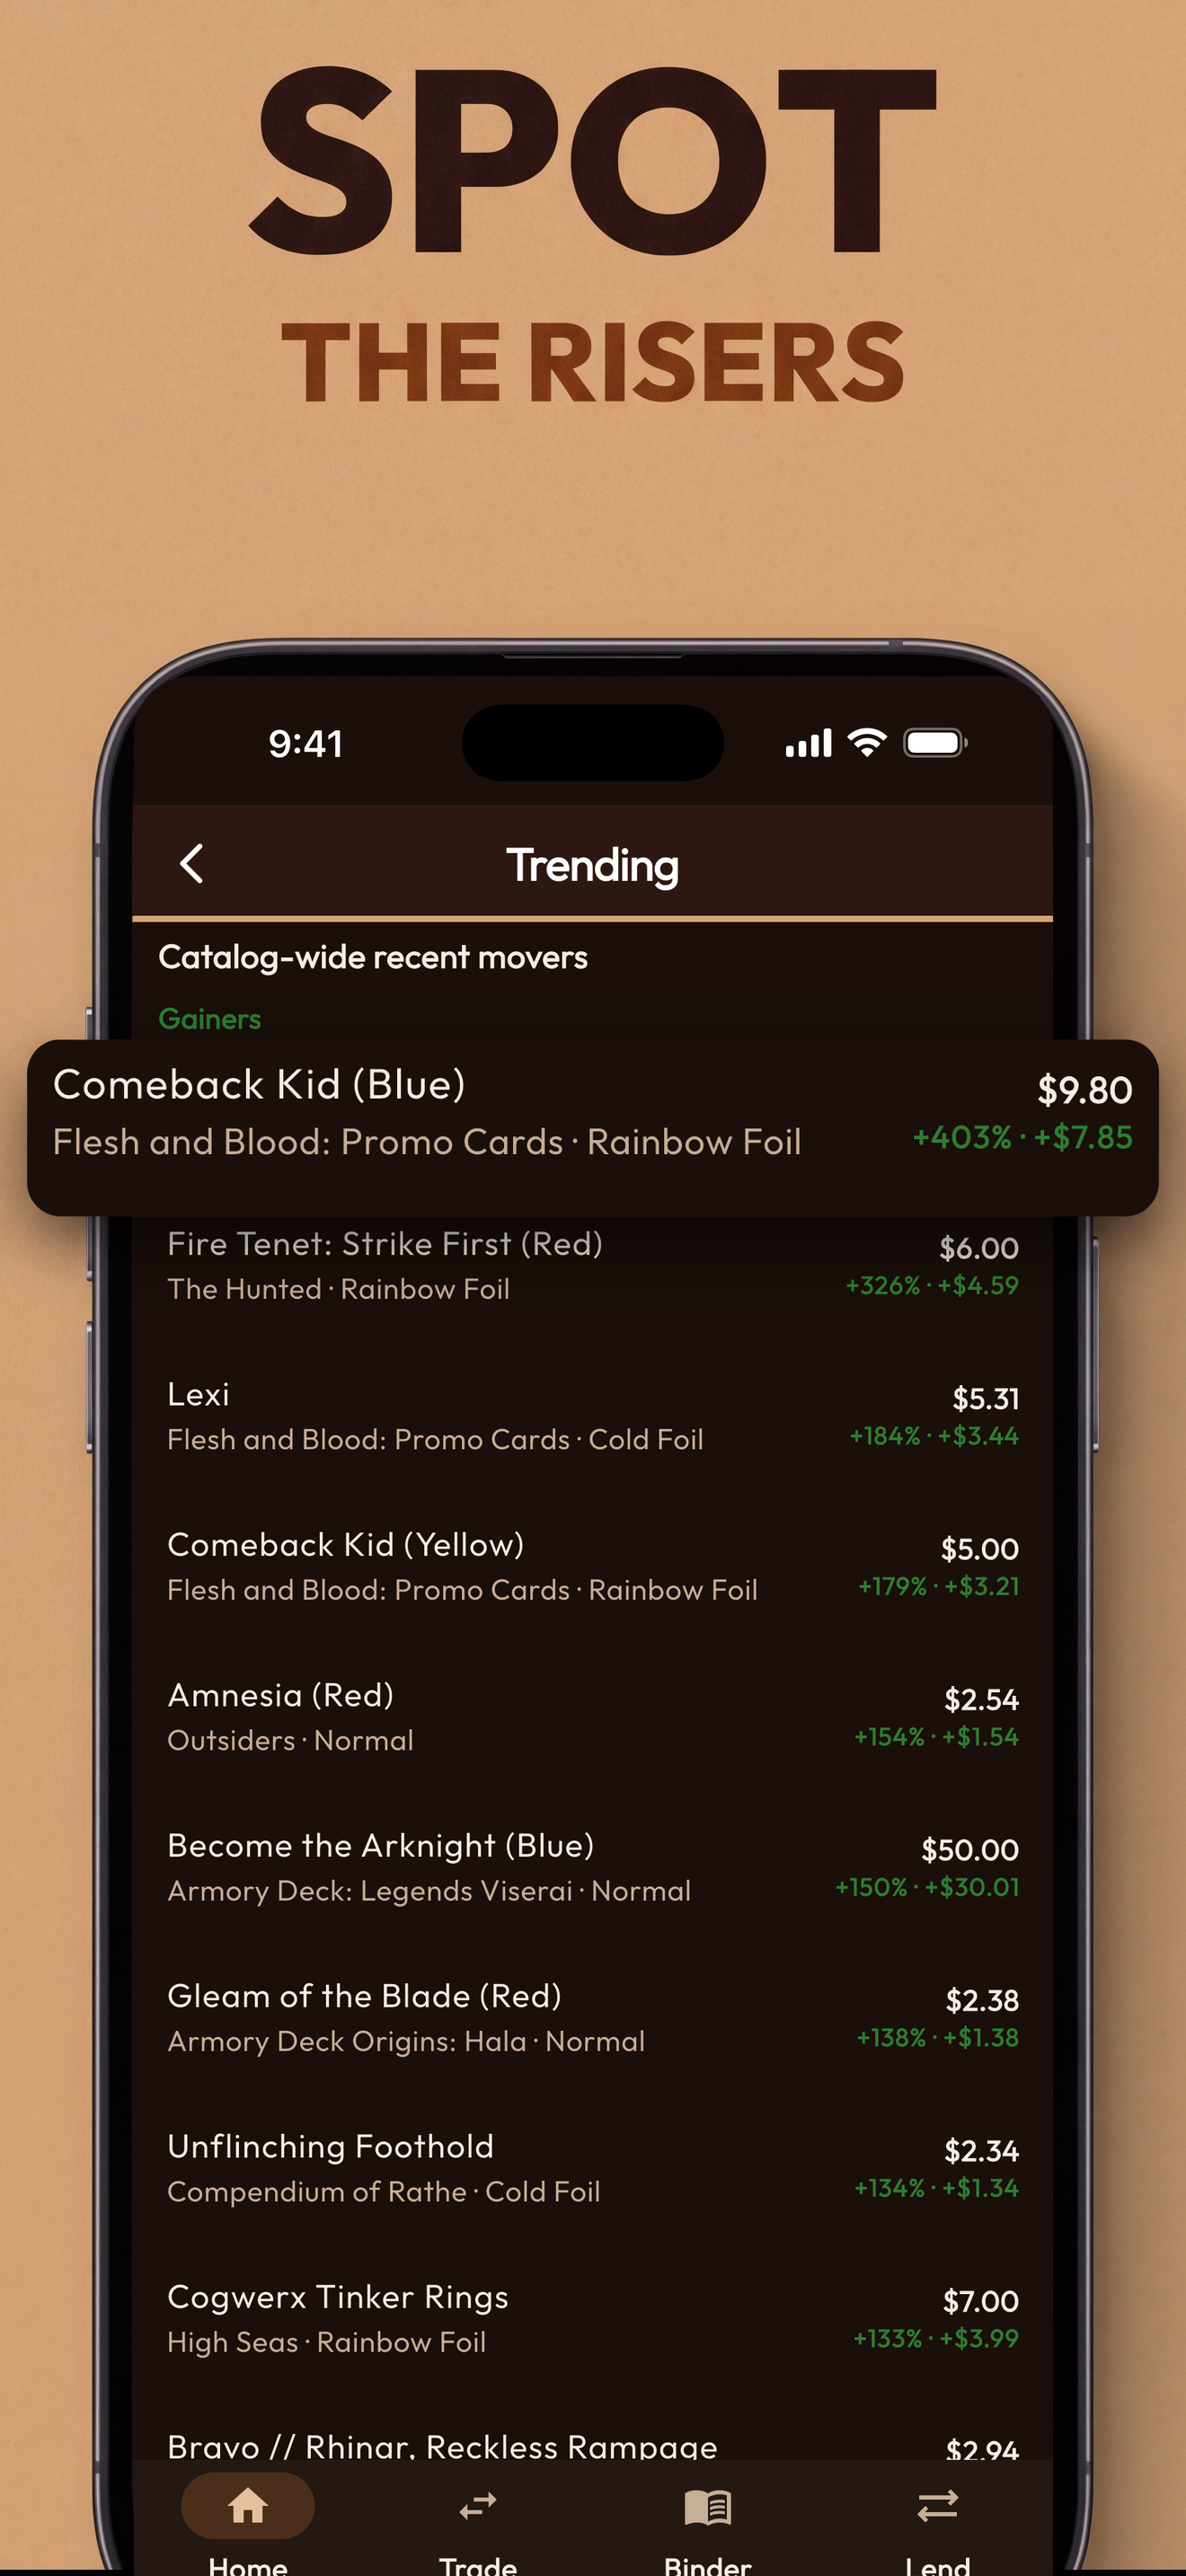 SPOT
THE RISERS
9:41
Trending
Catalog-wide recent movers
Gainers
Comeback Kid (Blue)
$9.80
Flesh and Blood: Promo Cards · Rainbow Foil
+403% · +$7.85
Fire Tenet: Strike First (Red)
$6.00
The Hunted · Rainbow Foil
+326% · +$4.59
Lexi
$5.31
Flesh and Blood: Promo Cards · Cold Foil
+184% · +$3.44
Comeback Kid (Yellow)
$5.00
Flesh and Blood: Promo Cards · Rainbow Foil
+179% · +$3.21
Amnesia (Red)
$2.54
Outsiders · Normal
+154% · +$1.54
Become the Arknight (Blue)
$50.00
Armory Deck: Legends Viserai · Normal
+150% · +$30.01
Gleam of the Blade (Red)
$2.38
Armory Deck Origins: Hala · Normal
+138% · +$1.38
Unflinching Foothold
$2.34
Compendium of Rathe · Cold Foil
+134% · +$1.34
Cogwerx Tinker Rings
$7.00
High Seas · Rainbow Foil
+133% · +$3.99
Bravo // Rhinar, Reckless Rampage
$2.94
Home
Trade
Binder
Lend